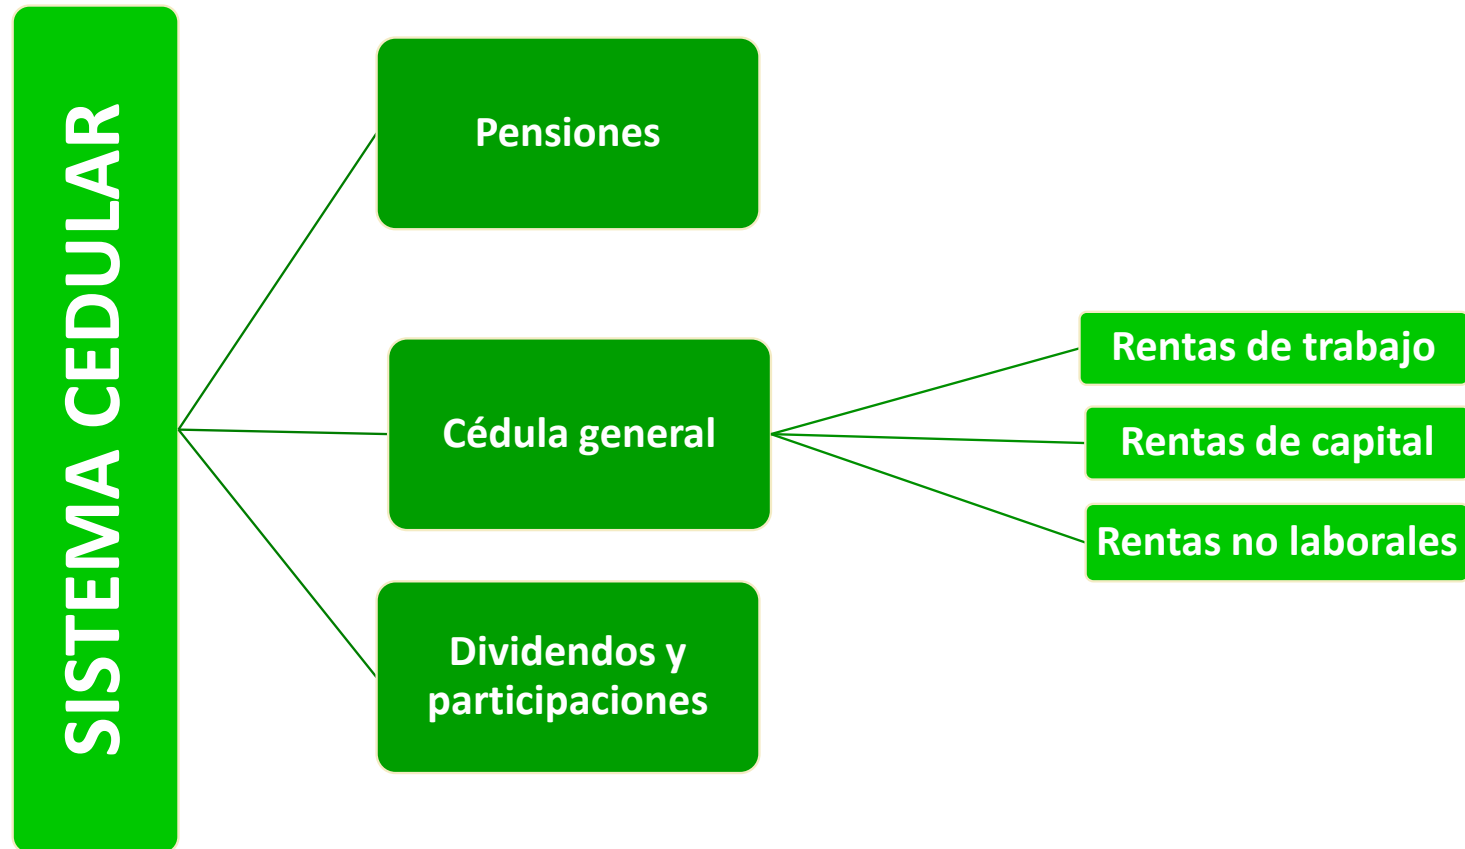 SISTEMA CEDULAR
Pensiones
Cédula general
Dividendos y
participaciones
Rentas de trabajo
Rentas de capital
Rentas no laborales